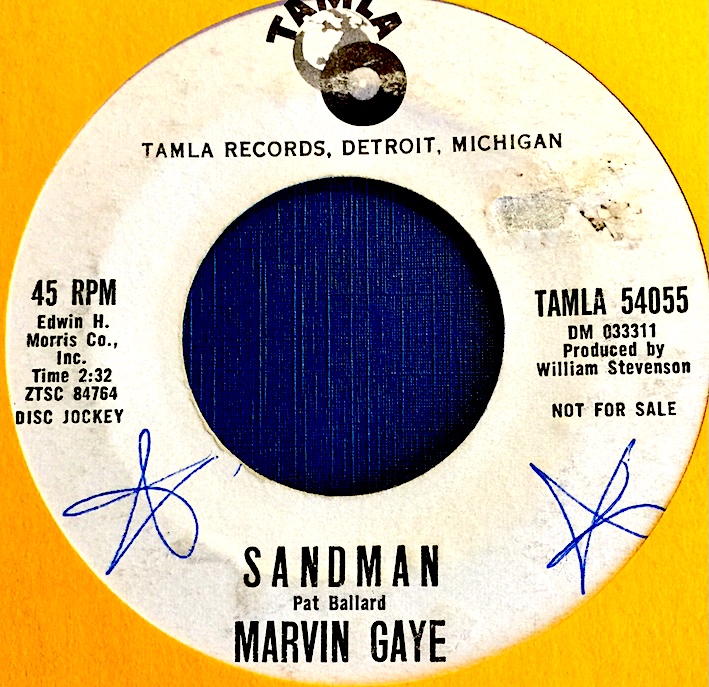 TAMLA
TAMLA RECORDS, DETROIT, MICHIGAN
45 RPM
Edwin H.
Morris Co.,
Inc.
Time 2:32
ZTSC 84764
DISC JOCKEY
TAMLA 54055
DM 033311
Produced by
William Stevenson
NOT FOR SALE
SANDMAN
Pat Ballard
MARVIN GAYE